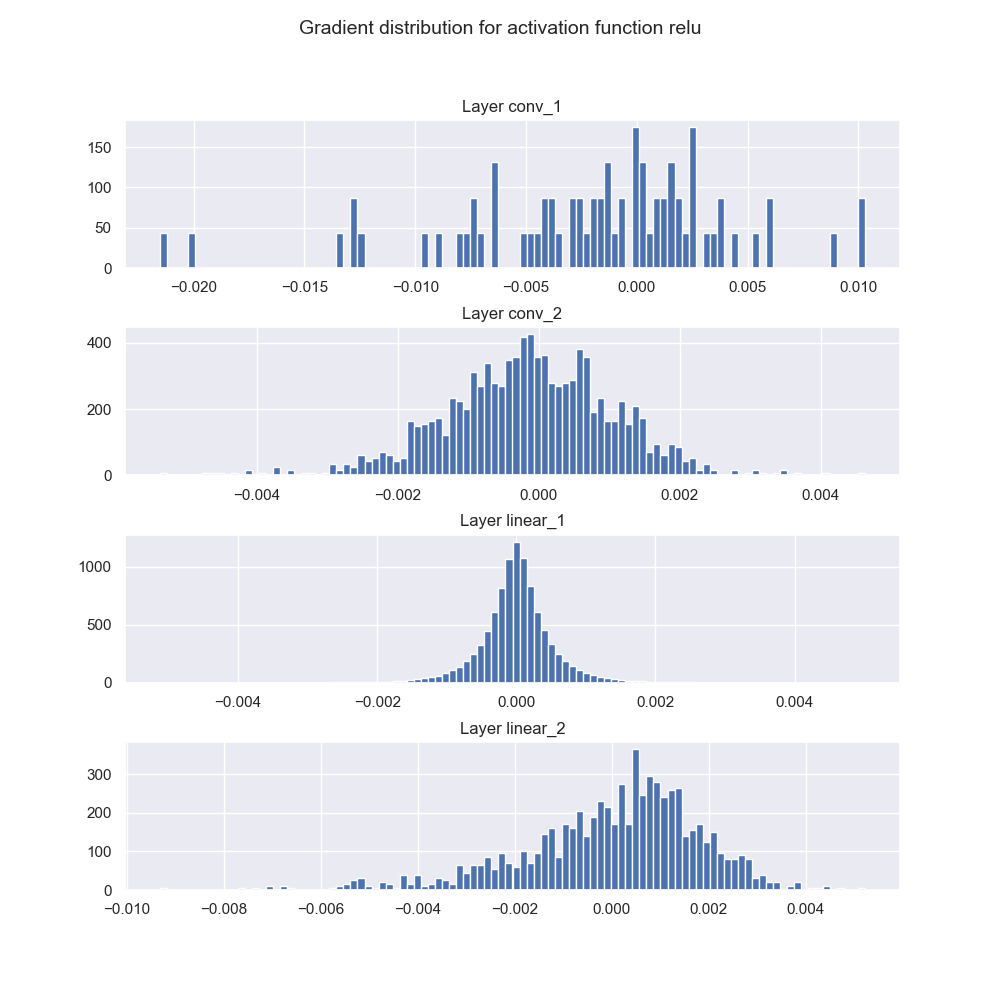 Gradient distribution for activation function relu
Layer conv_1
150
100
50
0
−0.020 −0.015 −0.010 −0.005 0.000 0.005 0.010
Layer conv_2
400
200
0
−0.004 −0.002 0.000 0.002 0.004
Layer linear_1
1000
500
0
−0.004 −0.002 0.000 0.002 0.004
Layer linear_2
300
200
100
0
−0.010 −0.008 −0.006 −0.004 −0.002 0.000 0.002 0.004